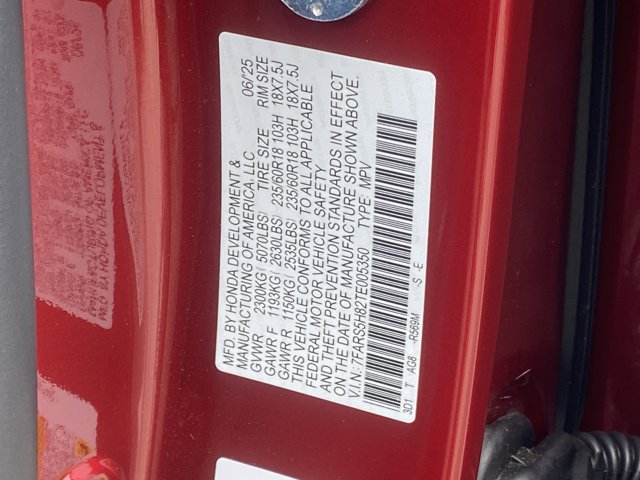 MFD. BY HONDA DEVELOPMENT &
MANUFACTURING OF AMERICA, LLC 06/25
GVWR 2300KG( 5070LBS) TIRE SIZE RIM SIZE
GAWR F 1193KG( 2630LBS) 235/60R18 103H 18X7.5J
GAWR R 1150KG( 2535LBS) 235/60R18 103H 18X7.5J
THIS VEHICLE CONFORMS TO ALL APPLICABLE
FEDERAL MOTOR VEHICLE SAFETY
AND THEFT PREVENTION STANDARDS IN EFFECT
ON THE DATE OF MANUFACTURE SHOWN ABOVE.
V.I.N.: 7FARS5H82TE005350 TYPE: MPV
3D1 T AG8 -R569M -S -E